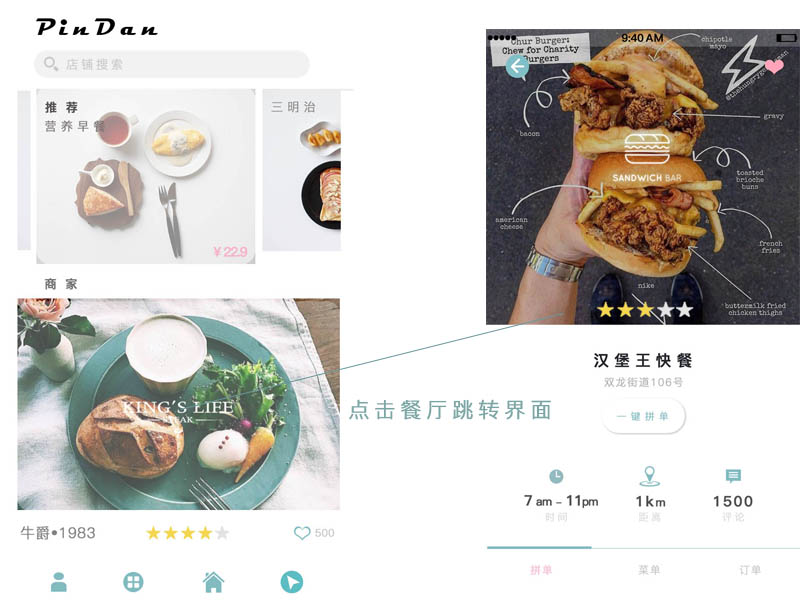 PinDan
店铺搜索
推荐
营养早餐
¥22.9
三明治
商家
KING'S LIFE
牛爵•1983
500
点击餐厅跳转界面
9:40 AM
Ohur Burger:
Chew for Charity
Burgers
chipotle
mayo
@thehungry
gravy
bacon
SANDWICH BAR
toasted
brioche
buns
american
cheese
french
fries
nike
buttermilk fried
chicken thighs
汉堡王快餐
双龙街道106号
一键拼单
7 am – 11pm
1km
1500
时间
距离
评论
拼单
菜单
订单